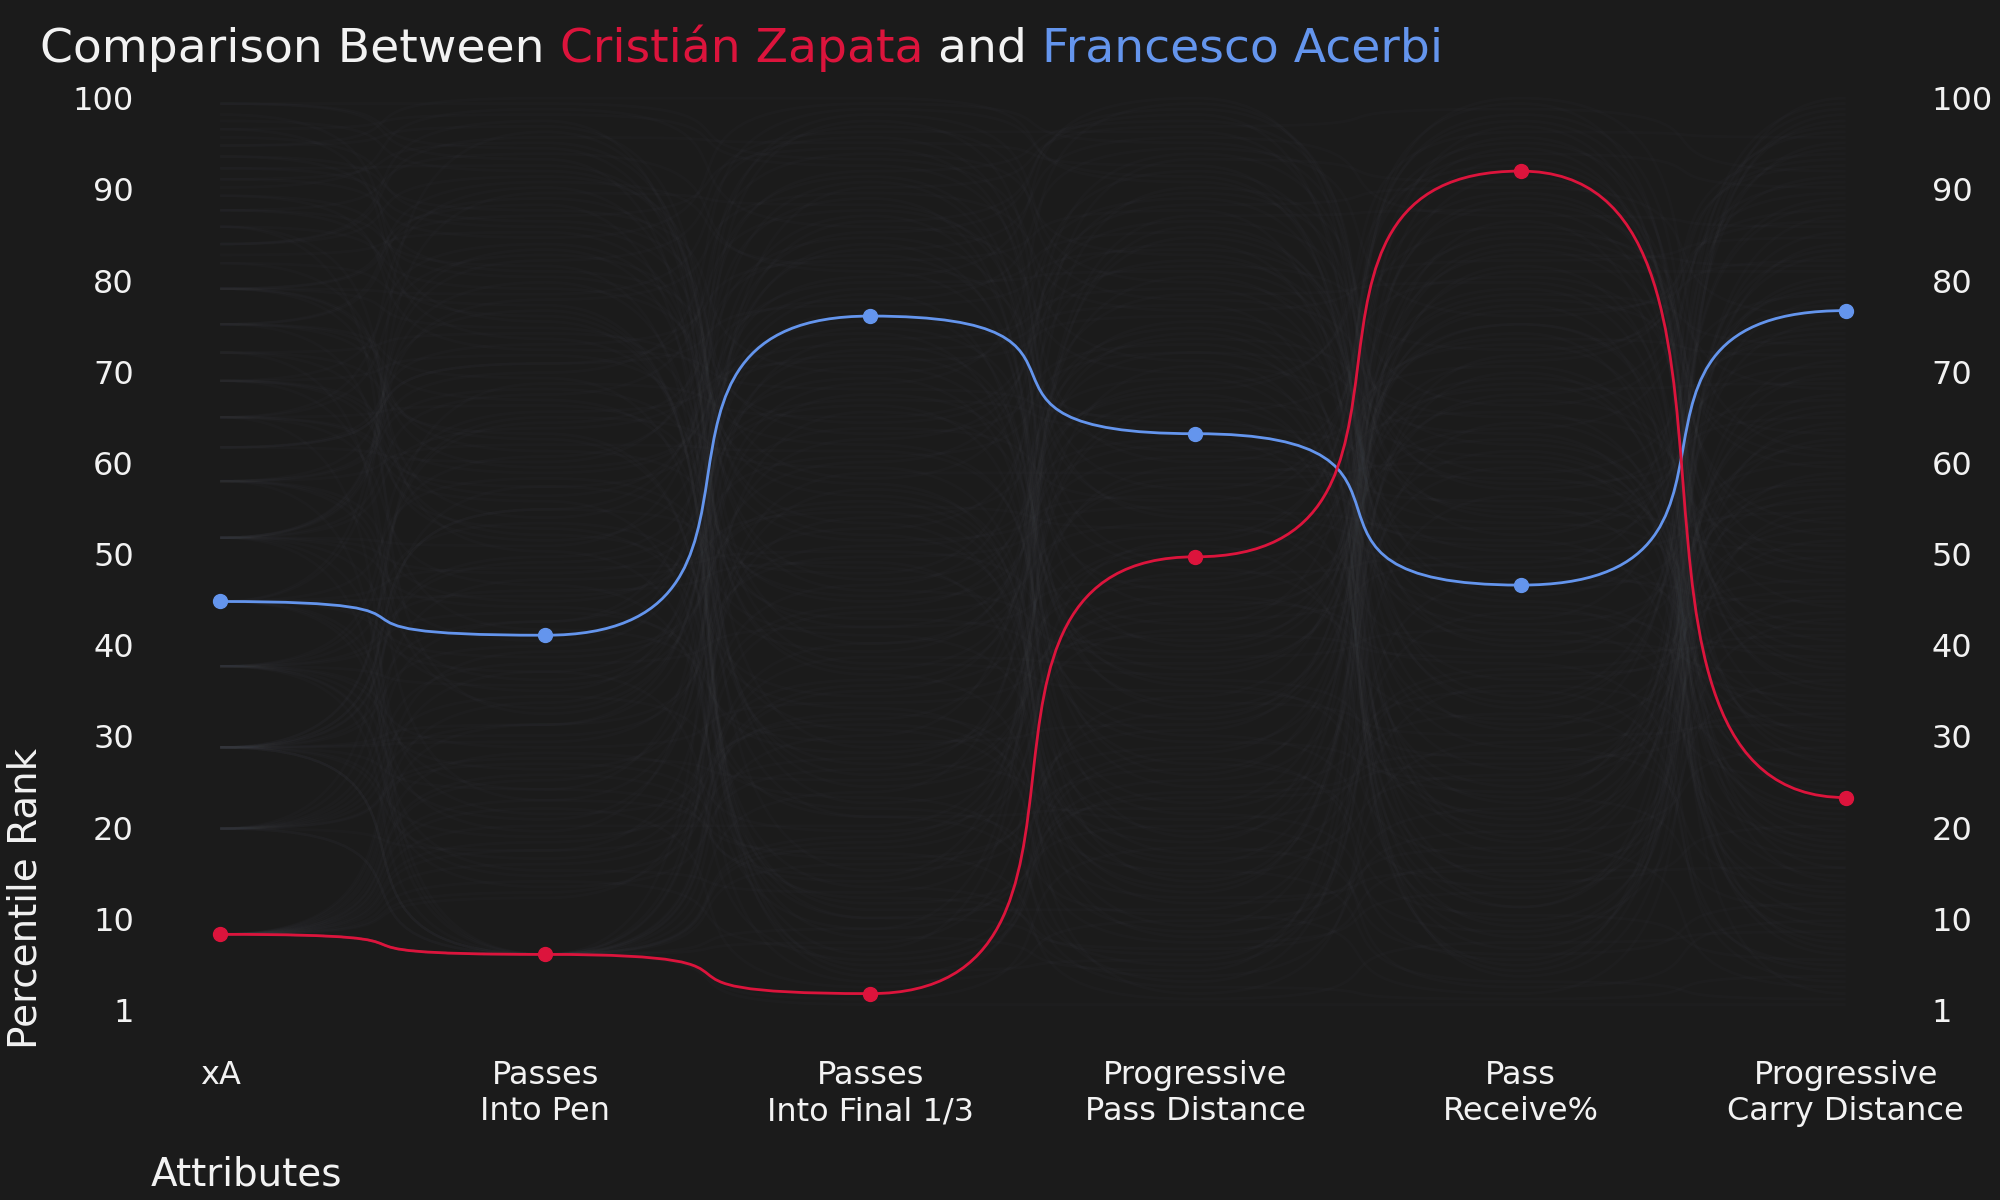 Comparison Between Cristián Zapata and Francesco Acerbi
100 100
90 90
80 80
70 70
60 60
50 50
40 40
30 30
20 20
10 10
1 1
Percentile Rank
xA
Passes
Into Pen
Passes
Into Final 1/3
Progressive
Pass Distance
Pass
Receive%
Progressive
Carry Distance
Attributes